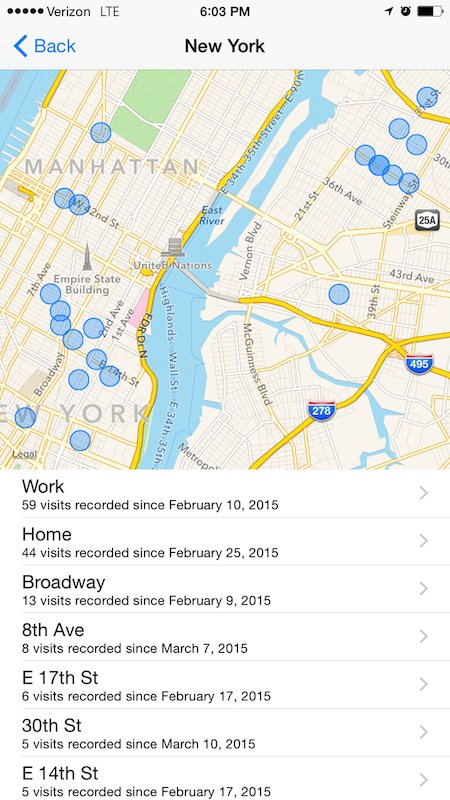 Verizon LTE 6:03 PM
Back New York
MANHATTAN
E 34th-35th-Street - E 90th
31st St
30th
36th Ave
21st St
Steinway St
25A
W 42nd St
East
River
United Nations
Vernon Blvd
43rd Ave
39th St
Empire State
Building
7th Ave
2nd Ave
1st Ave
FDR Dr N
Highlands - Wall St - E 34th-35th
McGuinness Blvd
495
278
Broadway
E 14th St
EW YORK
Metropolit
Legal
Work
59 visits recorded since February 10, 2015
Home
44 visits recorded since February 25, 2015
Broadway
13 visits recorded since February 9, 2015
8th Ave
8 visits recorded since March 7, 2015
E 17th St
6 visits recorded since February 17, 2015
30th St
5 visits recorded since March 10, 2015
E 14th St
5 visits recorded since February 17, 2015